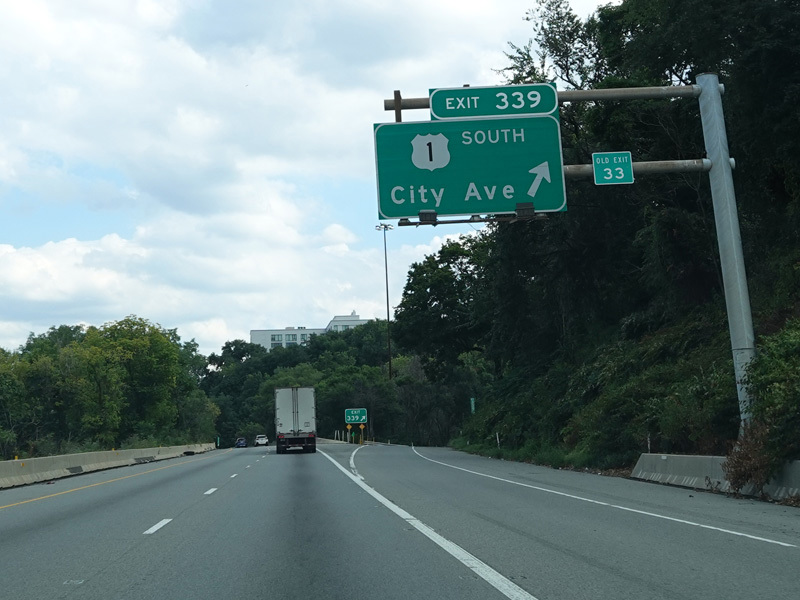 EXIT 339
1 SOUTH
City Ave
OLD EXIT
33
EXIT
339